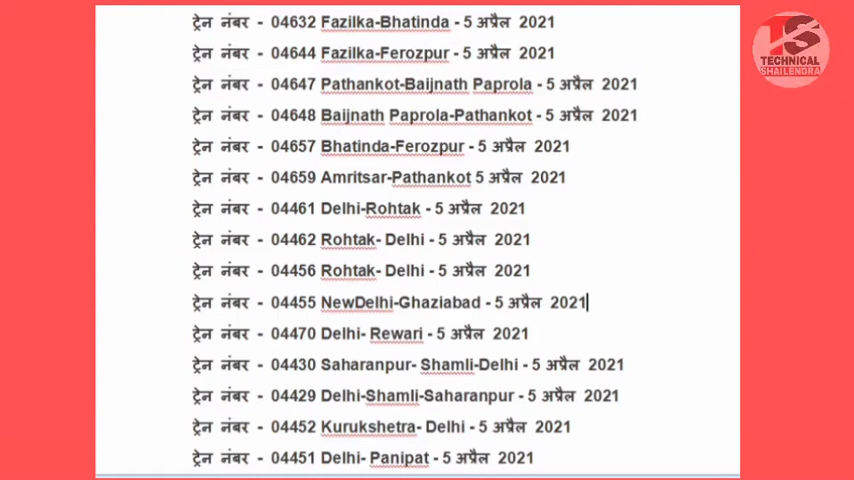 ट्रेन नंबर - 04632 Fazilka-Bhatinda - 5 अप्रैल 2021
ट्रेन नंबर - 04644 Fazilka-Ferozpur - 5 अप्रैल 2021
ट्रेन नंबर - 04647 Pathankot-Baijnath Paprola - 5 अप्रैल 2021
ट्रेन नंबर - 04648 Baijnath Paprola-Pathankot - 5 अप्रैल 2021
ट्रेन नंबर - 04657 Bhatinda-Ferozpur - 5 अप्रैल 2021
ट्रेन नंबर - 04659 Amritsar-Pathankot 5 अप्रैल 2021
ट्रेन नंबर - 04461 Delhi-Rohtak - 5 अप्रैल 2021
ट्रेन नंबर - 04462 Rohtak- Delhi - 5 अप्रैल 2021
ट्रेन नंबर - 04456 Rohtak- Delhi - 5 अप्रैल 2021
ट्रेन नंबर - 04455 NewDelhi-Ghaziabad - 5 अप्रैल 2021
ट्रेन नंबर - 04470 Delhi- Rewari - 5 अप्रैल 2021
ट्रेन नंबर - 04430 Saharanpur- Shamli-Delhi - 5 अप्रैल 2021
ट्रेन नंबर - 04429 Delhi-Shamli-Saharanpur - 5 अप्रैल 2021
ट्रेन नंबर - 04452 Kurukshetra- Delhi - 5 अप्रैल 2021
ट्रेन नंबर - 04451 Delhi- Panipat - 5 अप्रैल 2021
TS
TECHNICAL
SHAILENDRA